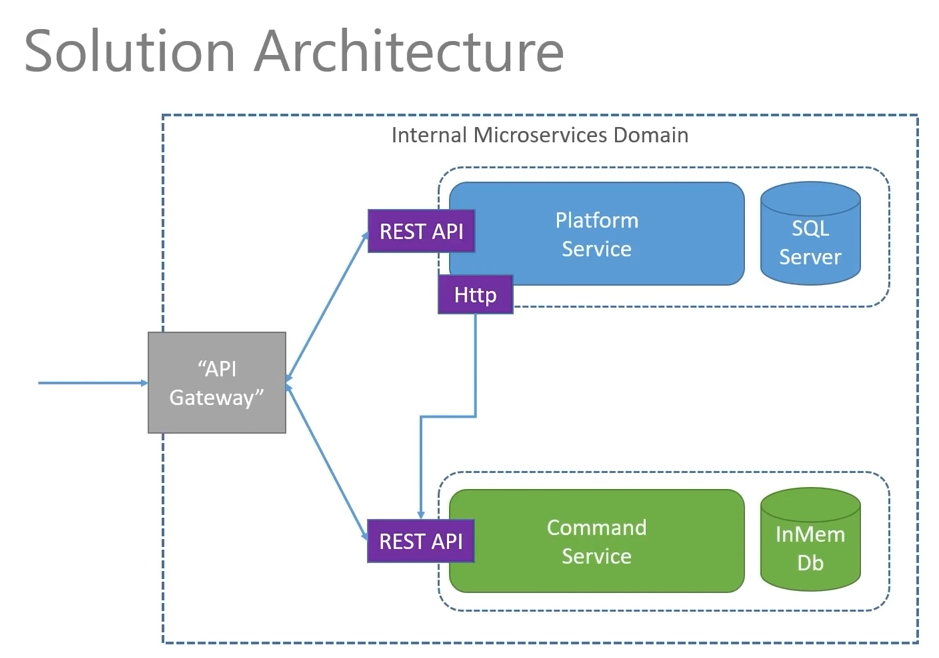 Solution Architecture
Internal Microservices Domain
REST API
Platform
Service
SQL
Server
Http
“API
Gateway”
REST API
Command
Service
InMem
Db